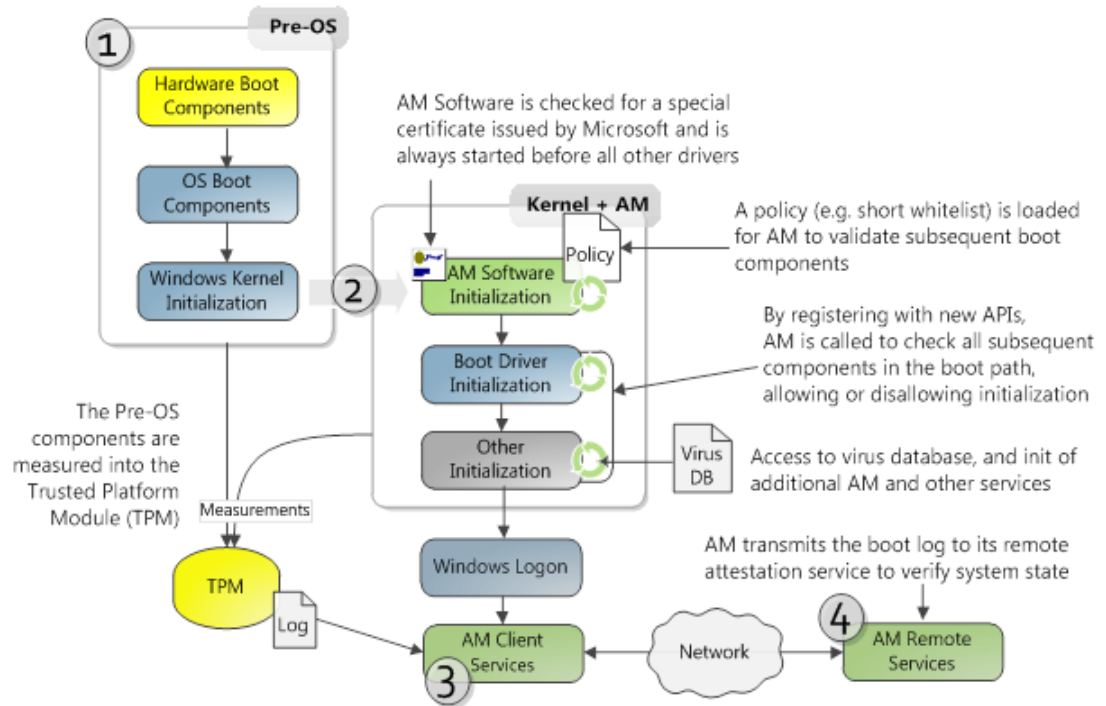 1
Pre-OS
Hardware Boot
Components
OS Boot
Components
Windows Kernel
Initialization
AM Software is checked for a special
certificate issued by Microsoft and is
always started before all other drivers
2
Kernel + AM
Policy
AM Software
Initialization
Boot Driver
Initialization
Other
Initialization
A policy (e.g. short whitelist) is loaded
for AM to validate subsequent boot
components
By registering with new APIs,
AM is called to check all subsequent
components in the boot path,
allowing or disallowing initialization
Virus
DB
Access to virus database, and init of
additional AM and other services
The Pre-OS
components are
measured into the
Trusted Platform
Module (TPM)
Measurements
TPM
Log
Windows Logon
AM Client
Services
3
Network
AM transmits the boot log to its remote
attestation service to verify system state
4
AM Remote
Services